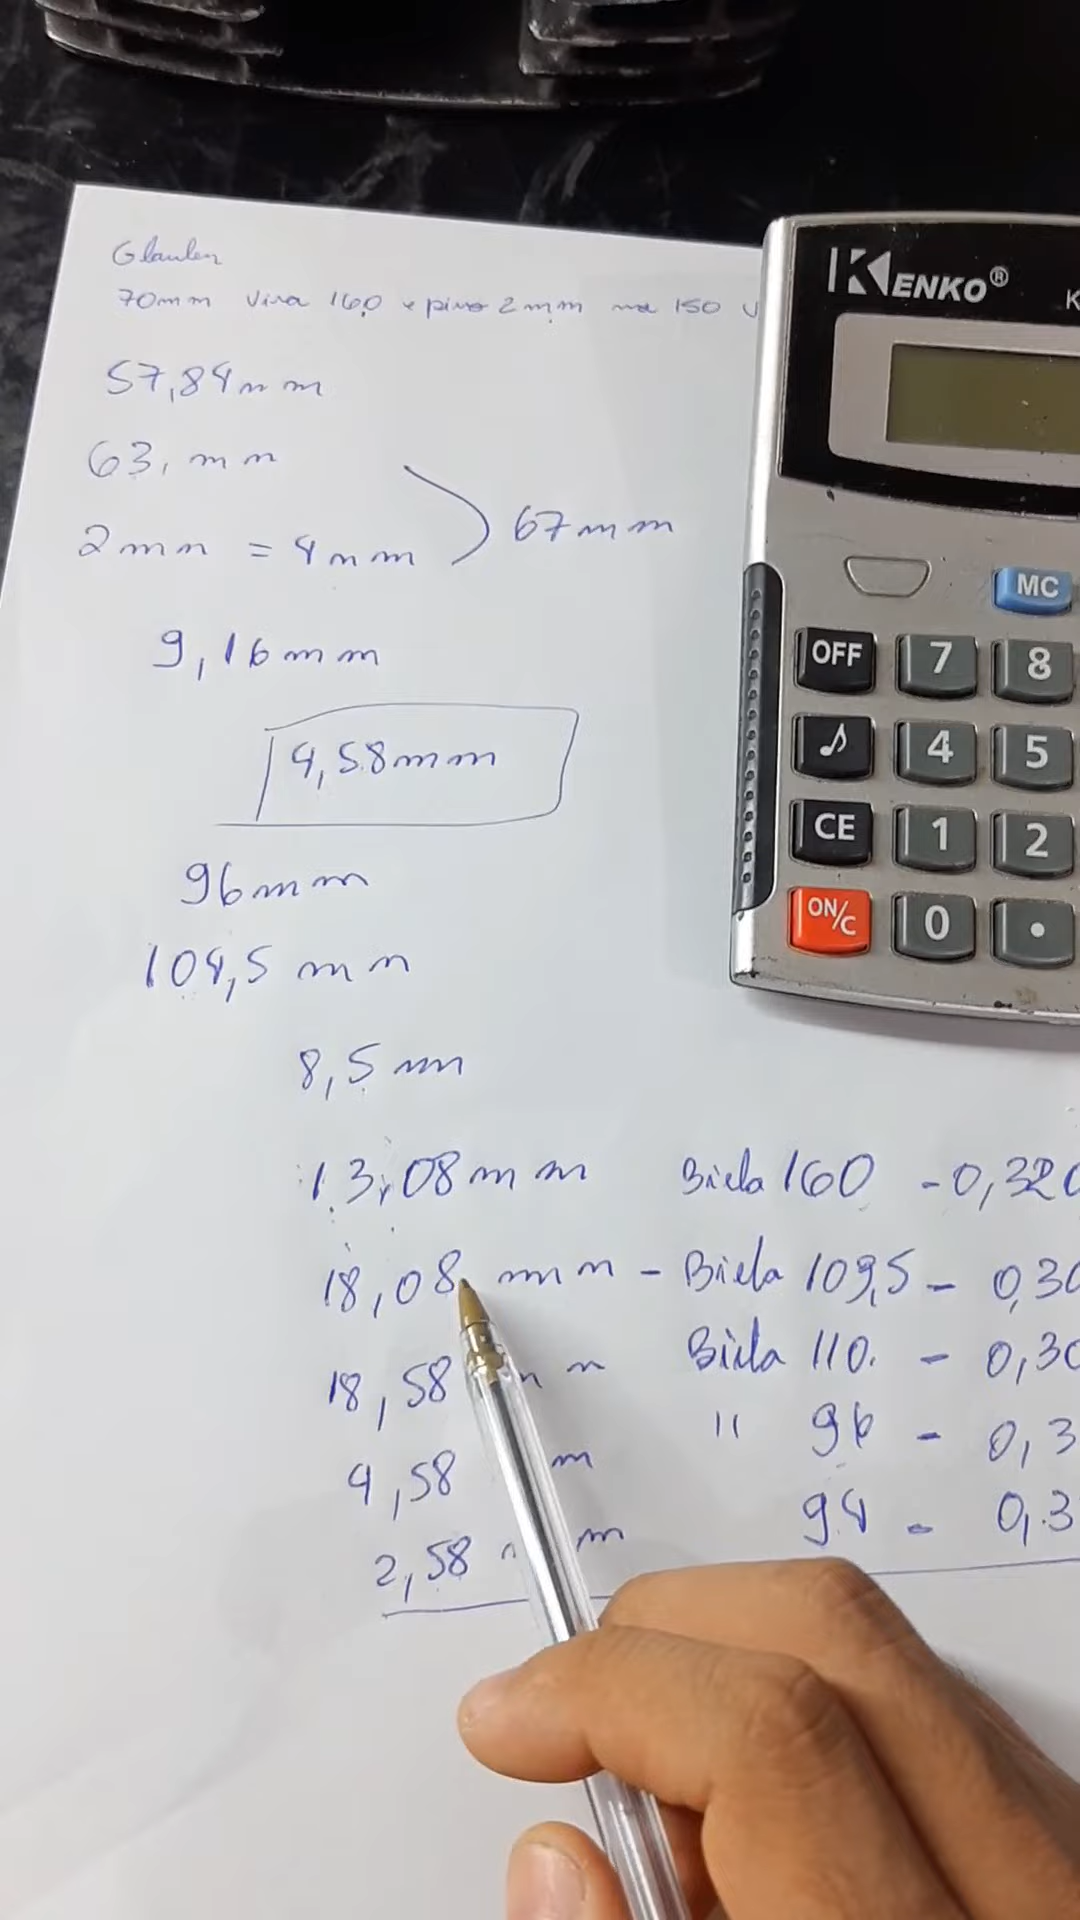 Glauber
70mm Vira 160 e pino 2mm na 150
57,84mm
63, mm
2mm = 4mm
67mm
9,16mm
4,58mm
96mm
104,5 mm
8,5 mm
13,08mm Biela 160 - 0,320
18,08 mm - Biela 109,5 - 0,30
18,58 Biela 110. - 0,30
4,58 m " 96 - 0,3
2,58 m 94 - 0,3
KENKO®
K
MC
OFF 7 8
♪ 4 5
CE 1 2
ON/C 0 •